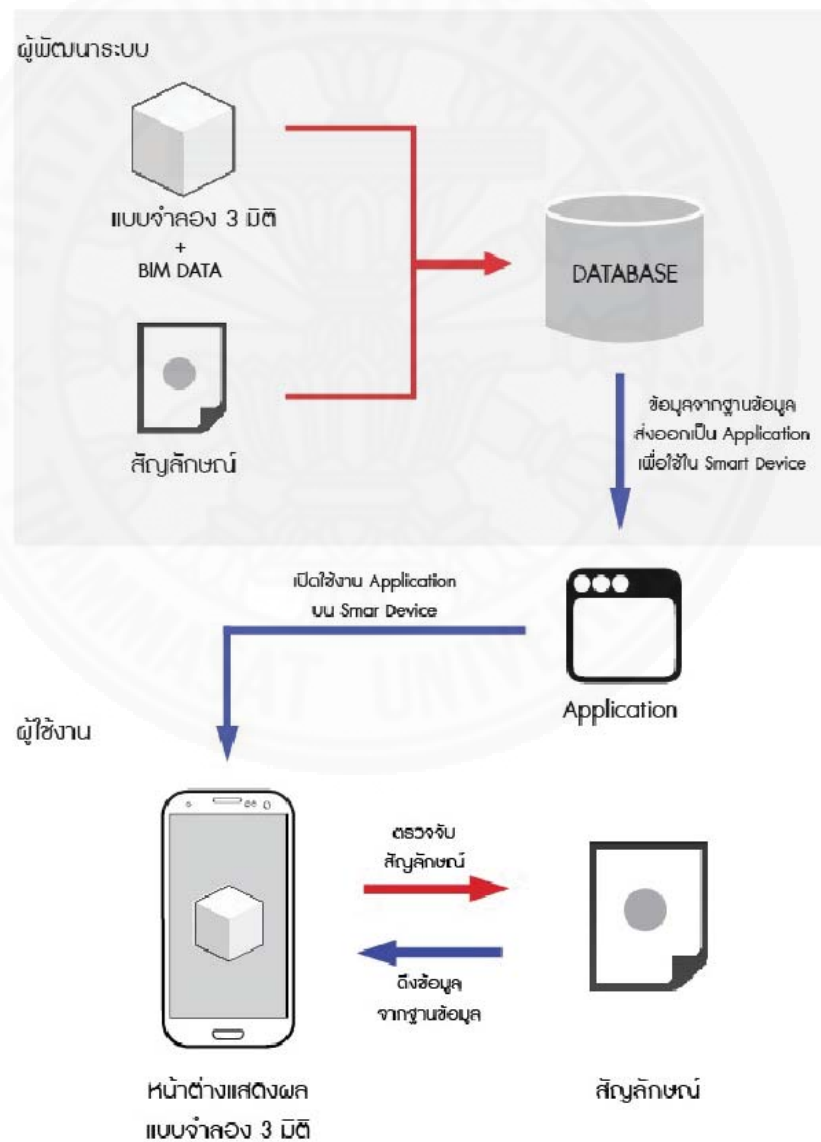 ผู้พัฒนาระบบ
แบบจำลอง 3 มิติ
+
BIM DATA
สัญลักษณ์
DATABASE
ข้อมูลจากฐานข้อมูล
ส่งออกเป็น Application
เพื่อใช้ใน Smart Device
เปิดใช้งาน Application
บน Smar Device
Application
ผู้ใช้งาน
ตรวจจับ
สัญลักษณ์
ดึงข้อมูล
จากฐานข้อมูล
หน้าต่างแสดงผล
แบบจำลอง 3 มิติ
สัญลักษณ์
THAMMASAT UNIVERSITY